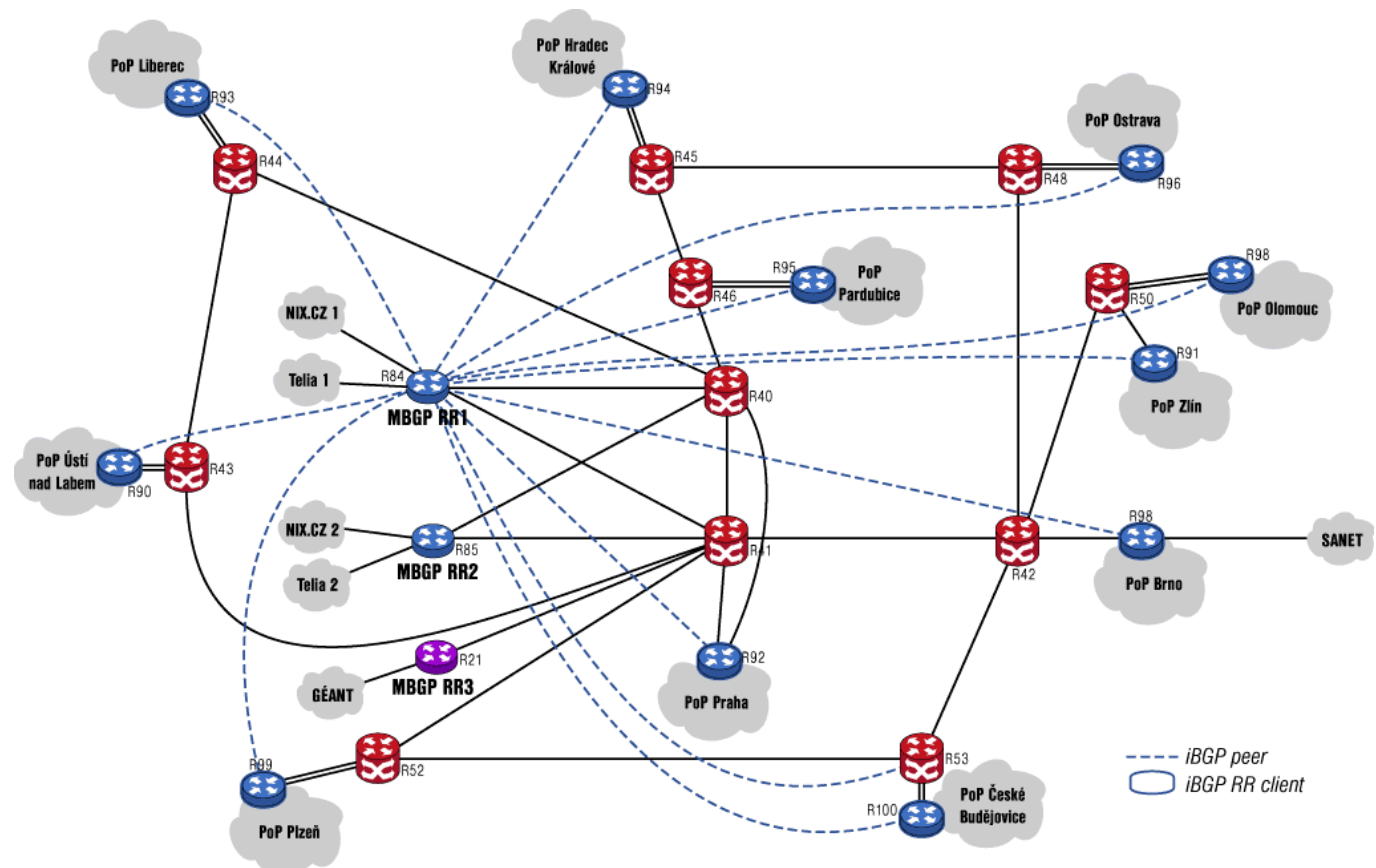 PoP Liberec
R93
R44
PoP Hradec
Králové
R94
R45
PoP Ostrava
R48
R96
R46
R95
PoP
Pardubice
R98
R50
PoP Olomouc
R91
PoP Zlín
NIX.CZ 1
Telia 1
R84
MBGP RR1
R40
PoP Ústí
nad Labem
R90
R43
NIX.CZ 2
Telia 2
R85
MBGP RR2
R41
R42
R98
PoP Brno
SANET
GÉANT
R21
MBGP RR3
R92
PoP Praha
R99
R52
PoP Plzeň
R53
R100
PoP České
Budějovice
iBGP peer
iBGP RR client